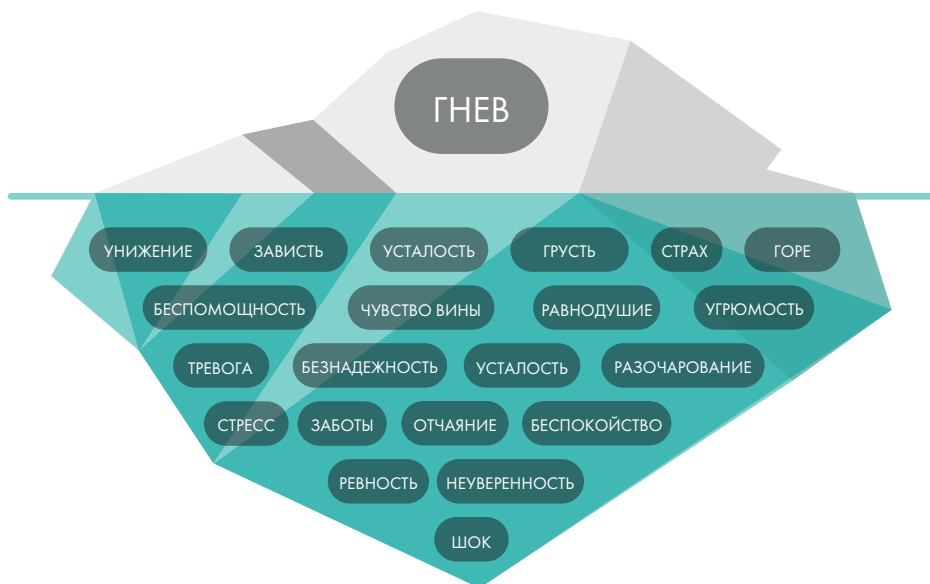 ГНЕВ
УНИЖЕНИЕ ЗАВИСТЬ УСТАЛОСТЬ ГРУСТЬ СТРАХ ГОРЕ
БЕСПОМОЩНОСТЬ ЧУВСТВО ВИНЫ РАВНОДУШИЕ УГРЮМОСТЬ
ТРЕВОГА БЕЗНАДЕЖНОСТЬ УСТАЛОСТЬ РАЗОЧАРОВАНИЕ
СТРЕСС ЗАБОТЫ ОТЧАЯНИЕ БЕСПОКОЙСТВО
РЕВНОСТЬ НЕУВЕРЕННОСТЬ
ШОК